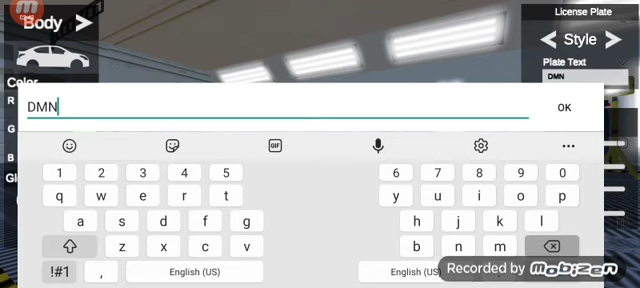 Body
License Plate
Style
Plate Text
DMN
Color
R
G
B
DMN
OK
GIF
1 2 3 4 5 6 7 8 9 0
q w e r t y u i o p
a s d f g h j k l
z x c v b n m
!#1 , English (US) English (US)
Recorded by mobizen